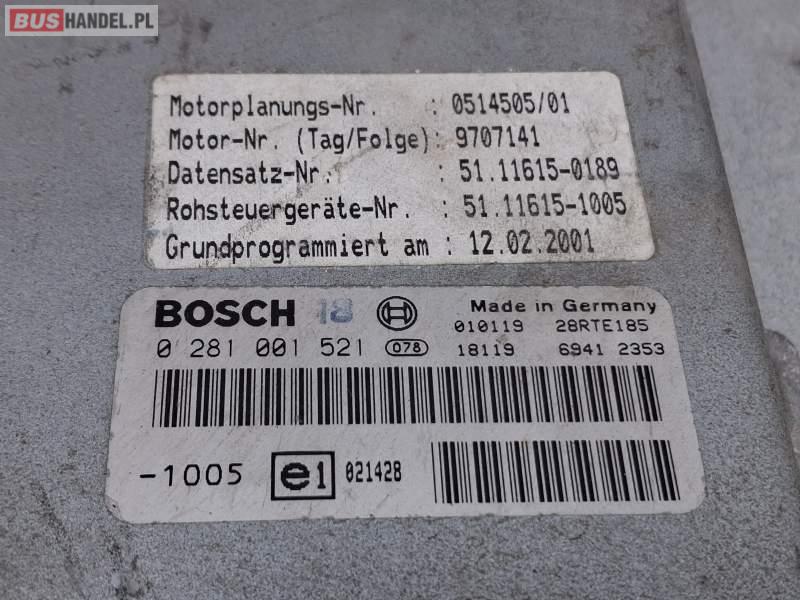 BUSHANDEL.PL
Motorplanungs-Nr. : 0514505/01
Motor-Nr. (Tag/Folge): 9707141
Datensatz-Nr. : 51.11615-0189
Rohsteuergeräte-Nr. : 51.11615-1005
Grundprogrammiert am : 12.02.2001
BOSCH 18 Made in Germany
010119 28RTE185
0 281 001 521 078 18119 6941 2353
-1005 e1 021428